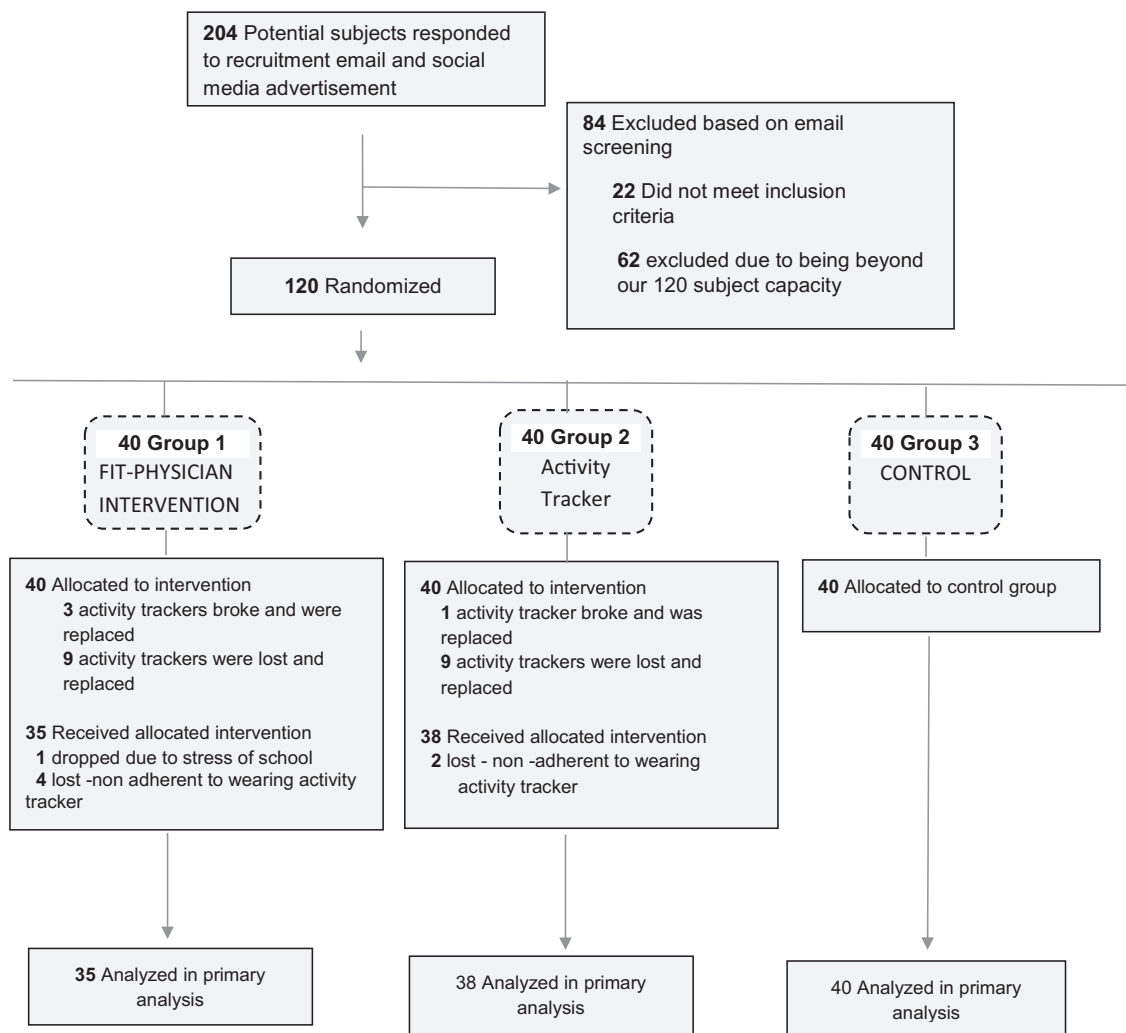 204 Potential subjects responded
to recruitment email and social
media advertisement
84 Excluded based on email
screening
22 Did not meet inclusion
criteria
62 excluded due to being beyond
our 120 subject capacity
120 Randomized
40 Group 1
FIT-PHYSICIAN
INTERVENTION
40 Group 2
Activity
Tracker
40 Group 3
CONTROL
40 Allocated to intervention
3 activity trackers broke and were
replaced
9 activity trackers were lost and
replaced
35 Received allocated intervention
1 dropped due to stress of school
4 lost -non adherent to wearing activity
tracker
40 Allocated to intervention
1 activity tracker broke and was
replaced
9 activity trackers were lost and
replaced
38 Received allocated intervention
2 lost - non -adherent to wearing
activity tracker
40 Allocated to control group
35 Analyzed in primary
analysis
38 Analyzed in primary
analysis
40 Analyzed in primary
analysis